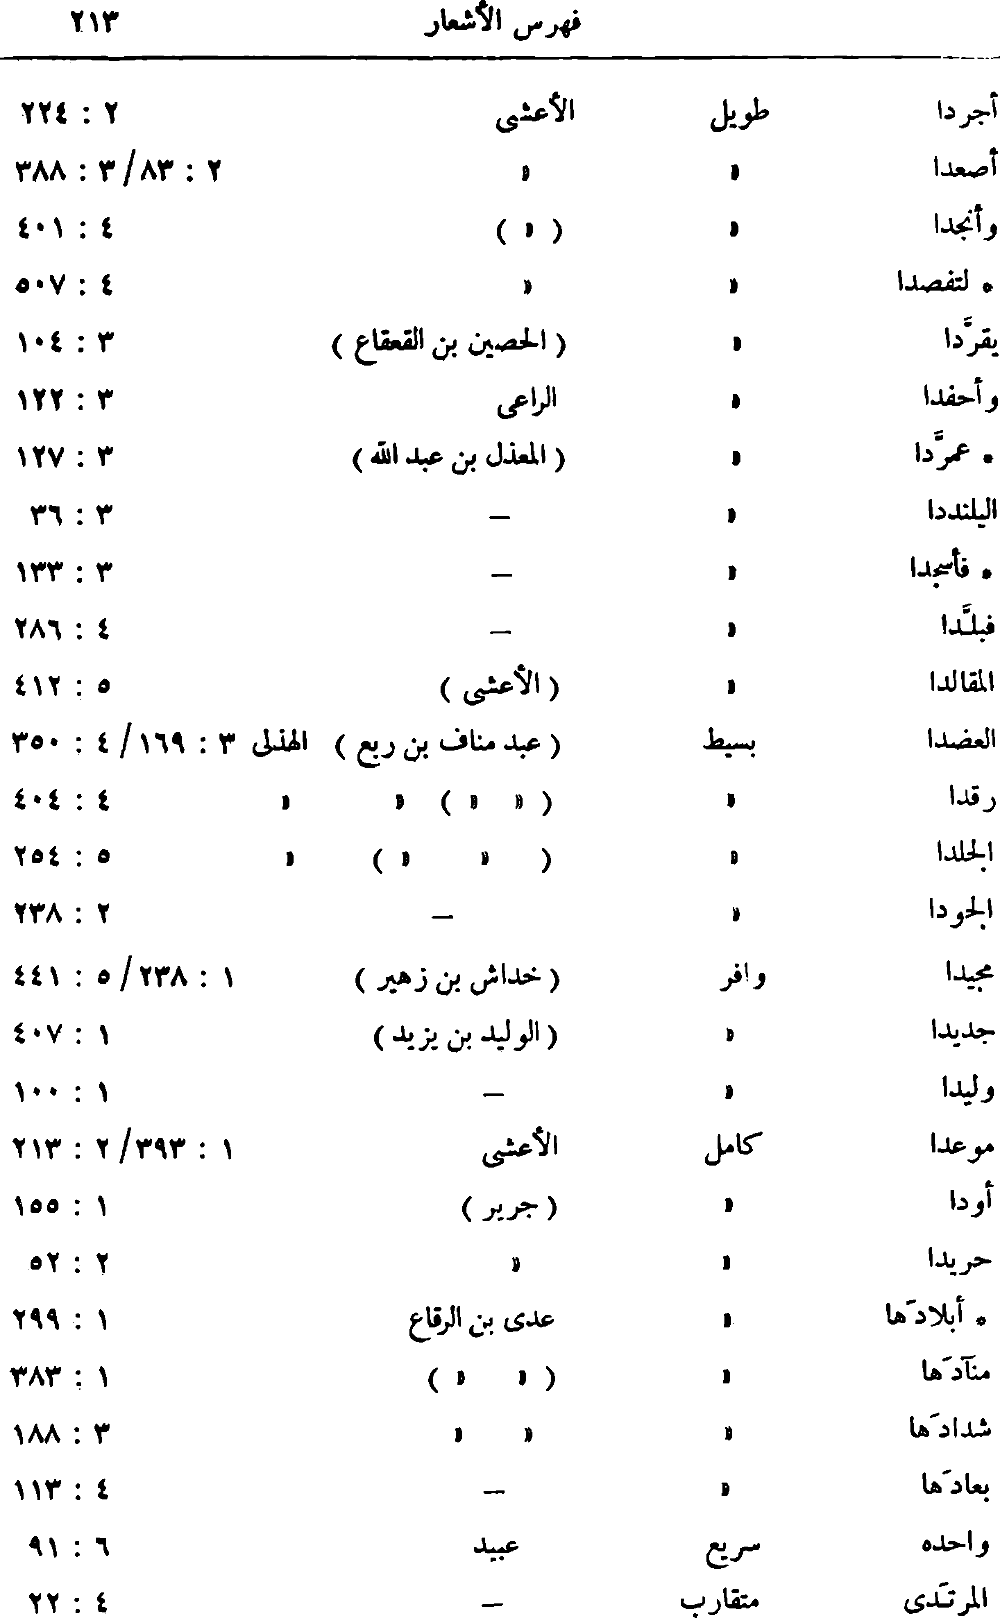 فهرس الأشعار ٢١٣
أجردا طويل الأعشى ٢ : ٢٢٤
أصعدا » » ٢ : ٨٣ / ٣ : ٣٨٨
وأنجدا » ( » ) ٤ : ٤٠١
* لتفصدا » » ٤ : ٥٠٧
يقرَّدا » ( الحصين بن القعقاع ) ٣ : ١٠٤
وأحفدا » الراعى ٣ : ١٢٢
* عمرَّدا » ( المعذل بن عبد الله ) ٣ : ١٢٧
اليلنددا » — ٣ : ٣٦
* فأسجدا » — ٣ : ١٣٣
فبلَّدا » — ٤ : ٢٨٦
المقالدا » ( الأعشى ) ٥ : ٤١٢
العضدا بسيط ( عبد مناف بن ربع ) الهذلى ٣ : ١٦٩ / ٤ : ٣٥٠
رقدا » ( » » ) » » ٤ : ٤٠٤
الجلدا » ( » » ) » ٥ : ٢٥٤
الجودا » — ٢ : ٢٣٨
مجيدا وافر ( خداش بن زهير ) ١ : ٢٣٨ / ٥ : ٤٤١
جديدا » ( الوليد بن يزيد ) ١ : ٤٠٧
وليدا » — ١ : ١٠٠
موعدا كامل الأعشى ١ : ٣٩٣ / ٢ : ٢١٣
أودا » ( جرير ) ١ : ١٥٥
حريدا » » ٢ : ٥٢
* أبلادَها » عدى بن الرقاع ١ : ٢٩٩
منآدَها » ( » » ) ١ : ٣٨٣
شدادَها » » » ٣ : ١٨٨
بعادَها » — ٤ : ١١٣
واحده سريع عبيد ٦ : ٩١
المرتدَى متقارب — ٤ : ٢٢